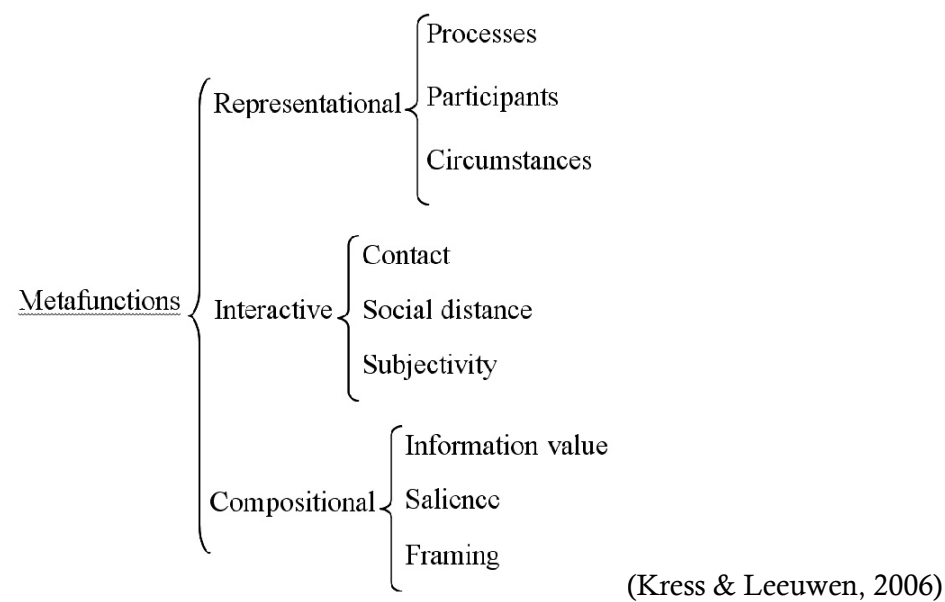 Processes
Representational
Participants
Circumstances
Contact
Metafunctions
Interactive
Social distance
Subjectivity
Information value
Compositional
Salience
Framing
(Kress & Leeuwen, 2006)